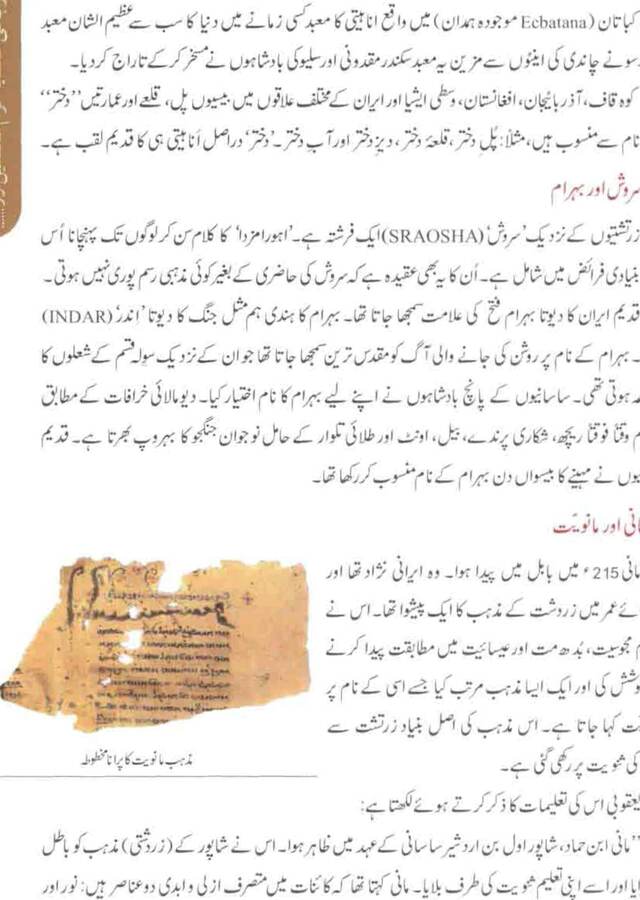 کباتان (Ecbatana موجودہ ہمدان) میں واقع اناہیتی کا معبد کسی زمانے میں دنیا کا سب سے عظیم الشان معبد
سونے چاندی کی اینٹوں سے مزین یہ معبد سکندر مقدونی اور سلیوکی بادشاہوں نے مسخر کر کے تاراج کر دیا۔
کوہ قاف، آذر بائیجان، افغانستان، وسطی ایشیا اور ایران کے مختلف علاقوں میں بیسیوں پل، قلعے اور عمارتیں ”دختر“
نام سے منسوب ہیں، مثلاً: پُلِ دختر، قلعۂ دختر، دیزِ دختر اور آبِ دختر۔ ’دختر‘ دراصل اناہیتی ہی کا قدیم لقب ہے۔
سروش اور بہرام
زرتشتیوں کے نزدیک ’سروش‘ (SRAOSHA) ایک فرشتہ ہے۔ ’اہورا مزدا‘ کا کلام سن کر لوگوں تک پہنچانا اُس
بنیادی فرائض میں شامل ہے۔ اُن کا یہ بھی عقیدہ ہے کہ سروش کی حاضری کے بغیر کوئی مذہبی رسم پوری نہیں ہوتی۔
قدیم ایران کا دیوتا بہرام فتح کی علامت سمجھا جاتا تھا۔ بہرام کا ہندی ہم مثل جنگ کا دیوتا ’اِندر‘ (INDAR)
۔ بہرام کے نام پر روشن کی جانے والی آگ کو مقدس ترین سمجھا جاتا تھا جو ان کے نزدیک سولہ قسم کے شعلوں کا
ہوتی تھی۔ ساسانیوں کے پانچ بادشاہوں نے اپنے لیے بہرام کا نام اختیار کیا۔ دیومالائی خرافات کے مطابق
وقتاً فوقتاً ریچھ، شکاری پرندے، بیل، اونٹ اور طلائی تلوار کے حامل نوجوان جنگجو کا بہروپ بھرتا ہے۔ قدیم
نے مہینے کا بیسواں دن بہرام کے نام منسوب کر رکھا تھا۔
مانی اور مانویّت
مانی 215ء میں بابل میں پیدا ہوا۔ وہ ایرانی نژاد تھا اور
عمر میں زردشت کے مذہب کا ایک پیشوا تھا۔ اس نے
مجوسیت، بُدھ مت اور عیسائیت میں مطابقت پیدا کرنے
کی اور ایک ایسا مذہب مرتب کیا جسے اسی کے نام پر
کہا جاتا ہے۔ اس مذہب کی اصل بنیاد زرتشت سے
کی ثنویت پر رکھی گئی ہے۔
مذہب مانویت کا پرانا مخطوطہ
یعقوبی اس کی تعلیمات کا ذکر کرتے ہوئے لکھتا ہے:
”مانی ابن حماد، شاپور اول بن اردشیر ساسانی کے عہد میں ظاہر ہوا۔ اس نے شاپور کے (زردشتی) مذہب کو باطل
اور اسے اپنی تعلیم ثنویت کی طرف بلایا۔ مانی کہتا تھا کہ کائنات میں متصرف ازلی و ابدی دو عناصر ہیں: نور اور